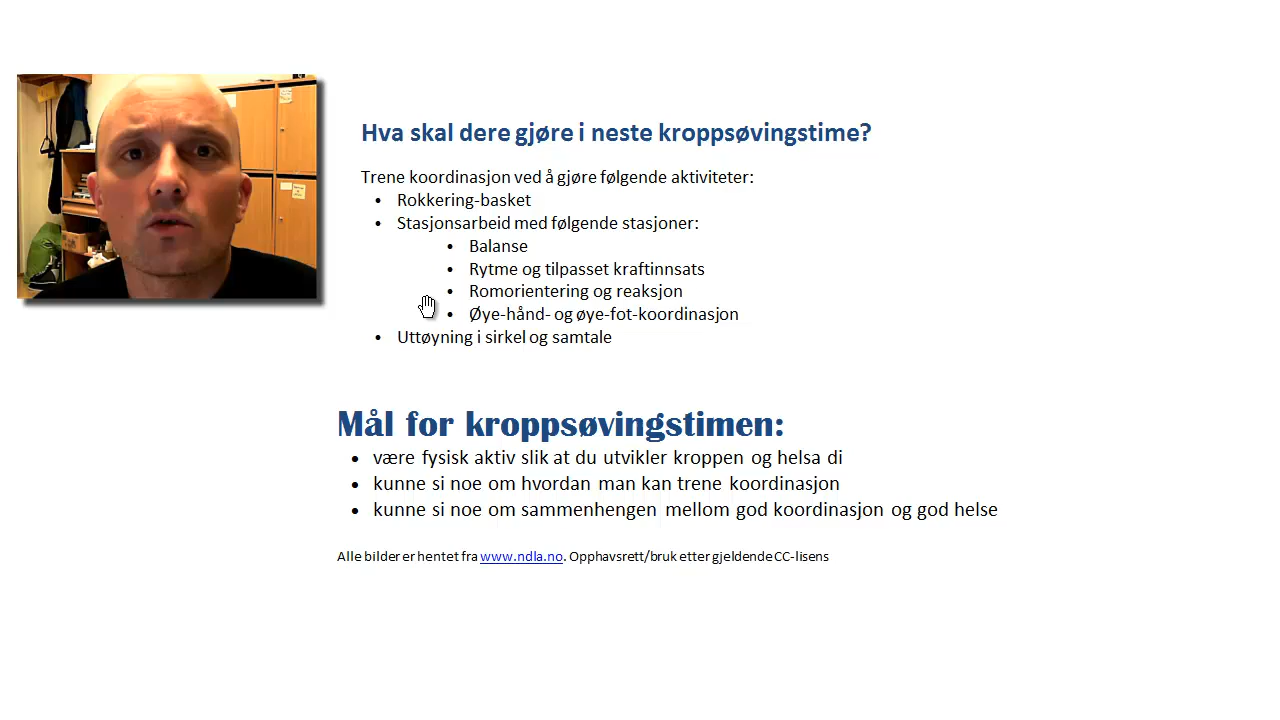 Hva skal dere gjøre i neste kroppsøvingstime?
Trene koordinasjon ved å gjøre følgende aktiviteter:
• Rokkering-basket
• Stasjonsarbeid med følgende stasjoner:
• Balanse
• Rytme og tilpasset kraftinnsats
• Romorientering og reaksjon
• Øye-hånd- og øye-fot-koordinasjon
• Uttøyning i sirkel og samtale
Mål for kroppsøvingstimen:
• være fysisk aktiv slik at du utvikler kroppen og helsa di
• kunne si noe om hvordan man kan trene koordinasjon
• kunne si noe om sammenhengen mellom god koordinasjon og god helse
Alle bilder er hentet fra www.ndla.no. Opphavsrett/bruk etter gjeldende CC-lisens